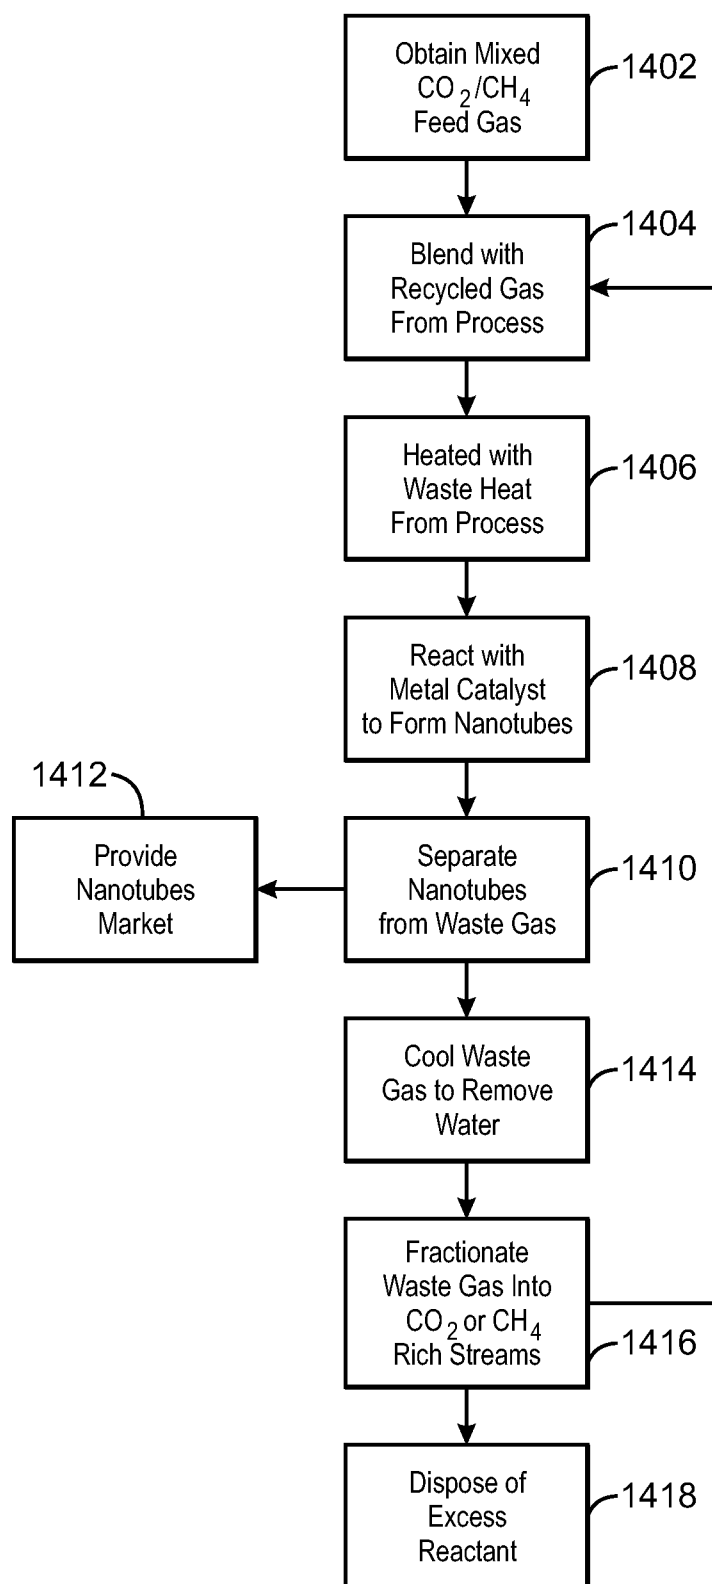 Obtain Mixed
CO2/CH4
Feed Gas
1402
Blend with
Recycled Gas
From Process
1404
Heated with
Waste Heat
From Process
1406
React with
Metal Catalyst
to Form Nanotubes
1408
1412
Provide
Nanotubes
Market
Separate
Nanotubes
from Waste Gas
1410
Cool Waste
Gas to Remove
Water
1414
Fractionate
Waste Gas Into
CO2 or CH4
Rich Streams
1416
Dispose of
Excess
Reactant
1418